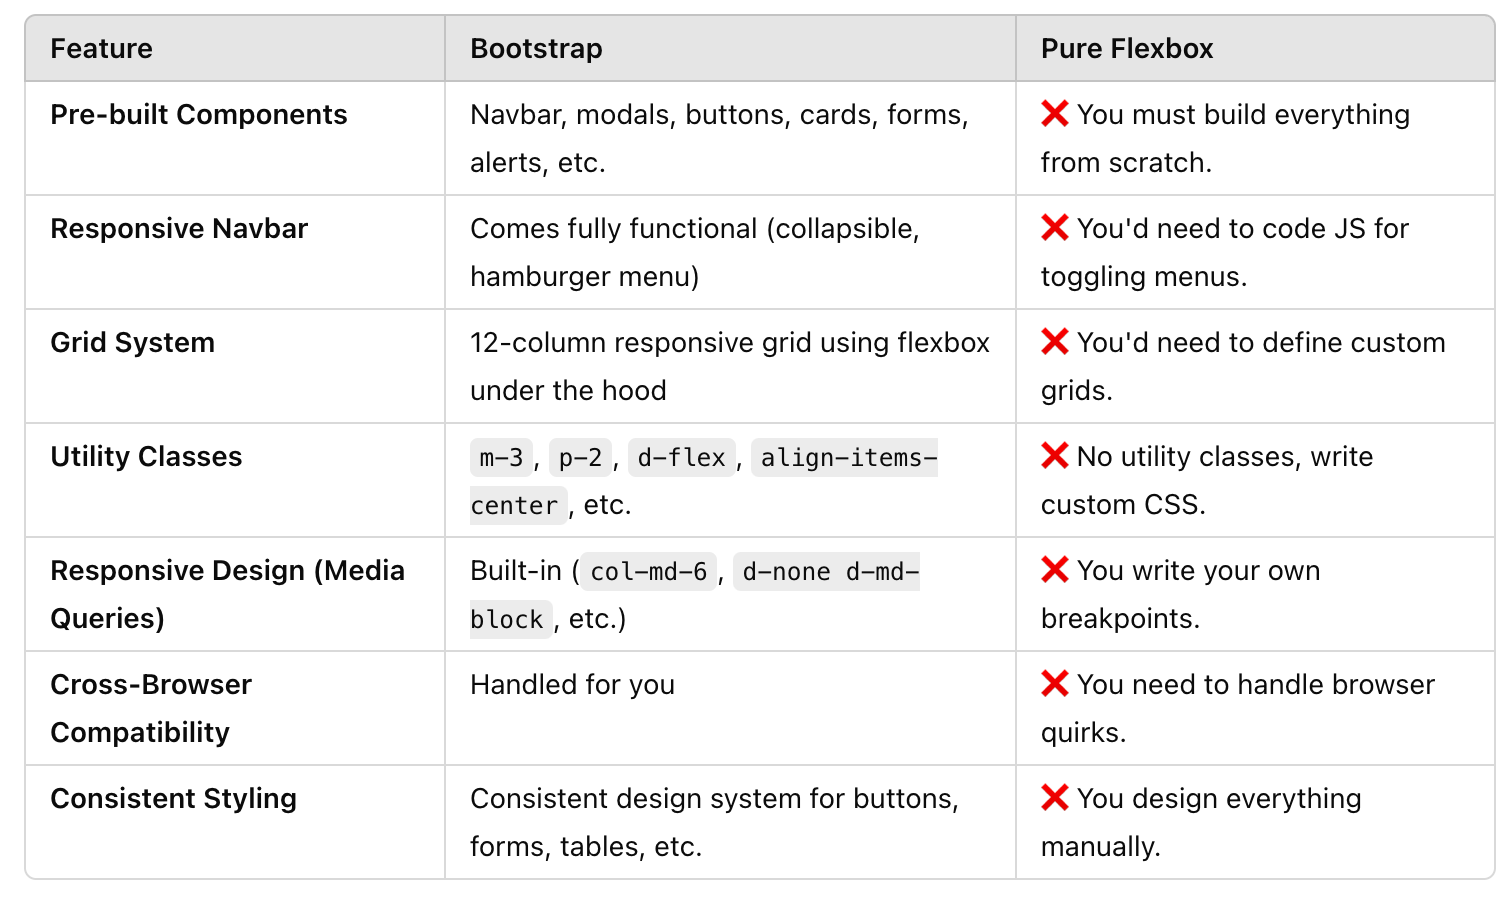 Feature Bootstrap Pure Flexbox
Pre-built Components Navbar, modals, buttons, cards, forms, ❌ You must build everything
alerts, etc. from scratch.
Responsive Navbar Comes fully functional (collapsible, ❌ You'd need to code JS for
hamburger menu) toggling menus.
Grid System 12-column responsive grid using flexbox ❌ You'd need to define custom
under the hood grids.
Utility Classes m-3, p-2, d-flex, align-items- ❌ No utility classes, write
center, etc. custom CSS.
Responsive Design (Media Built-in (col-md-6, d-none d-md- ❌ You write your own
Queries) block, etc.) breakpoints.
Cross-Browser Handled for you ❌ You need to handle browser
Compatibility quirks.
Consistent Styling Consistent design system for buttons, ❌ You design everything
forms, tables, etc. manually.